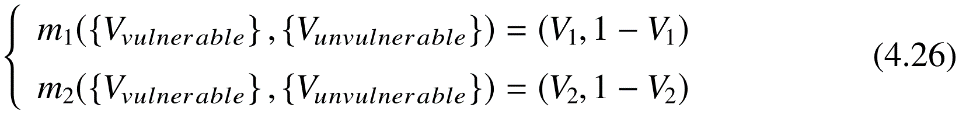 m₁({V_vulnerable}, {V_unvulnerable}) = (V₁, 1 − V₁)
m₂({V_vulnerable}, {V_unvulnerable}) = (V₂, 1 − V₂)
(4.26)